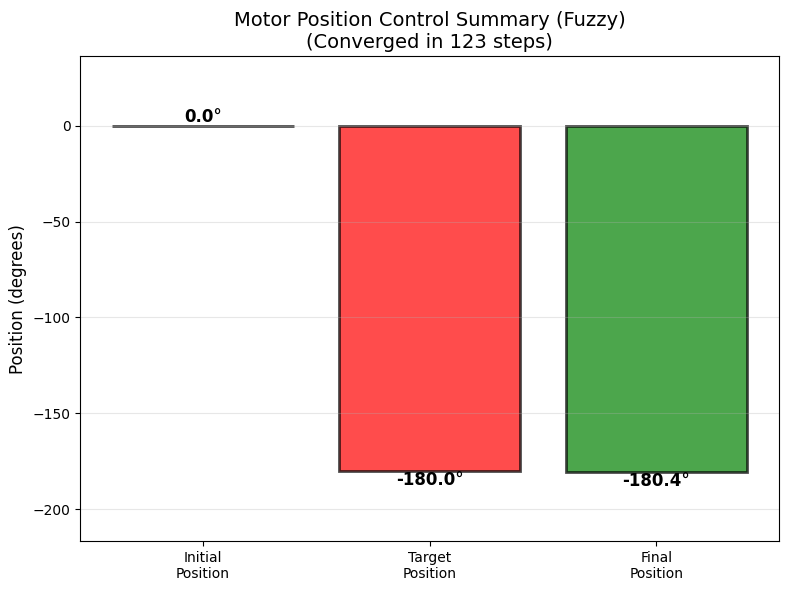 Motor Position Control Summary (Fuzzy)
(Converged in 123 steps)
Position (degrees)
0
−50
−100
−150
−200
0.0°
-180.0°
-180.4°
Initial
Position
Target
Position
Final
Position